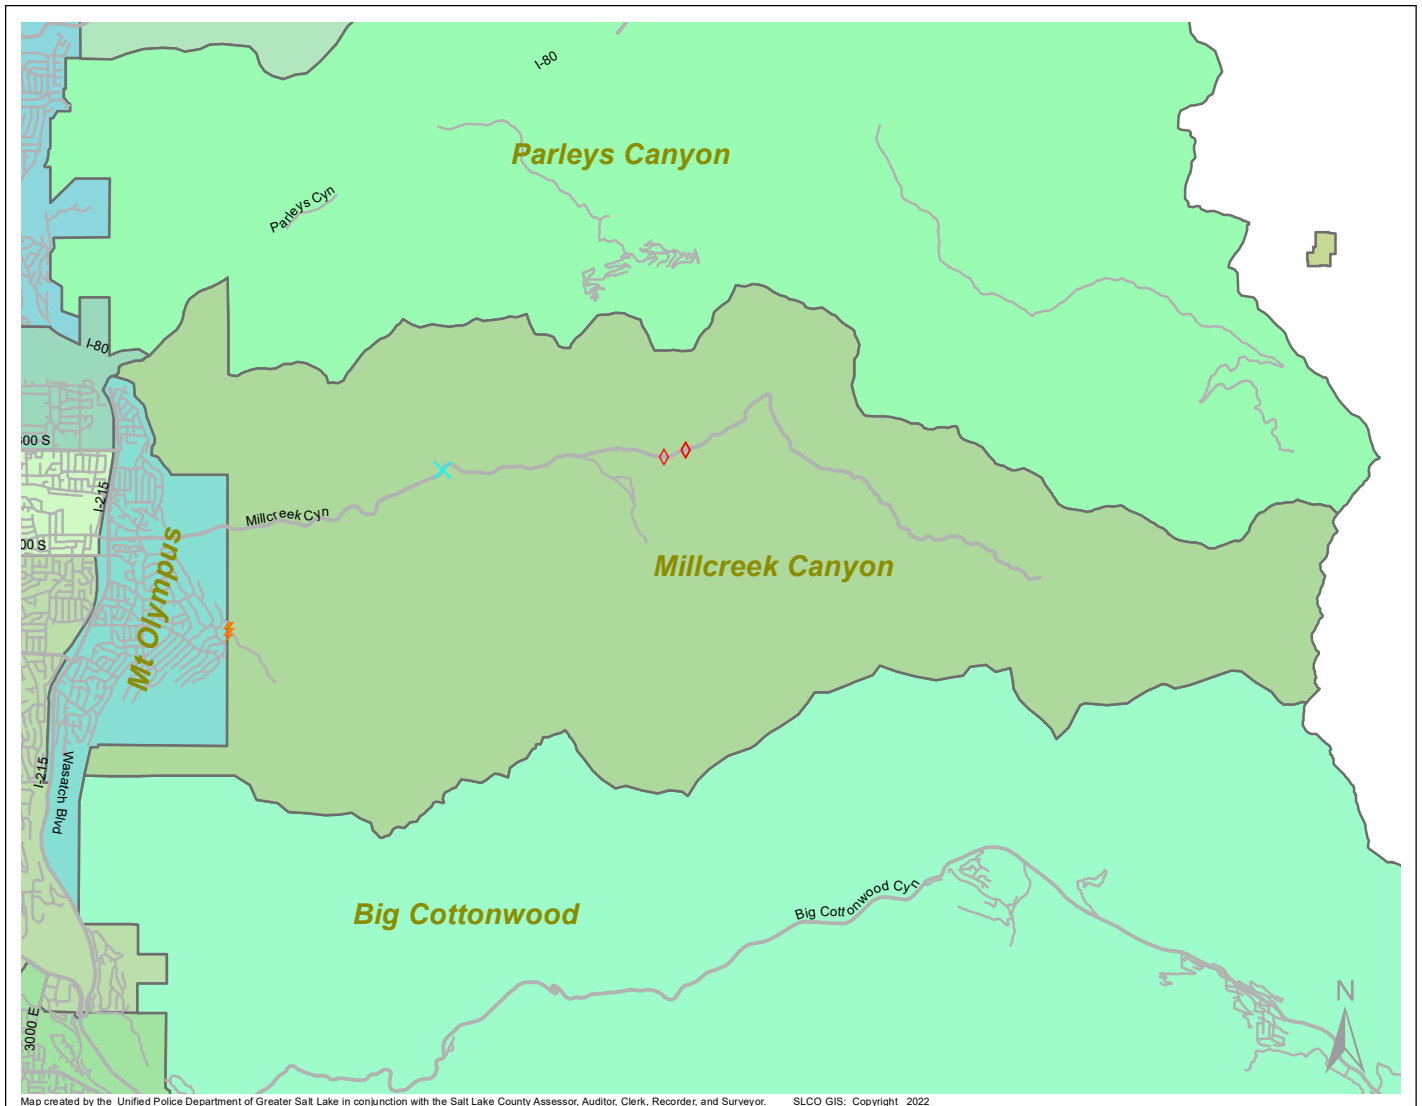 I-80
Parleys Canyon
Parleys Cyn
I-80
00 S
I-215
Millcreek Cyn
00 S
Mt Olympus
Millcreek Canyon
I-215
Wasatch Blvd
Big Cottonwood Cyn
Big Cottonwood
N
3000 E
Map created by the Unified Police Department of Greater Salt Lake in conjunction with the Salt Lake County Assessor, Auditor, Clerk, Recorder, and Surveyor. SLCO GIS: Copyright 2022